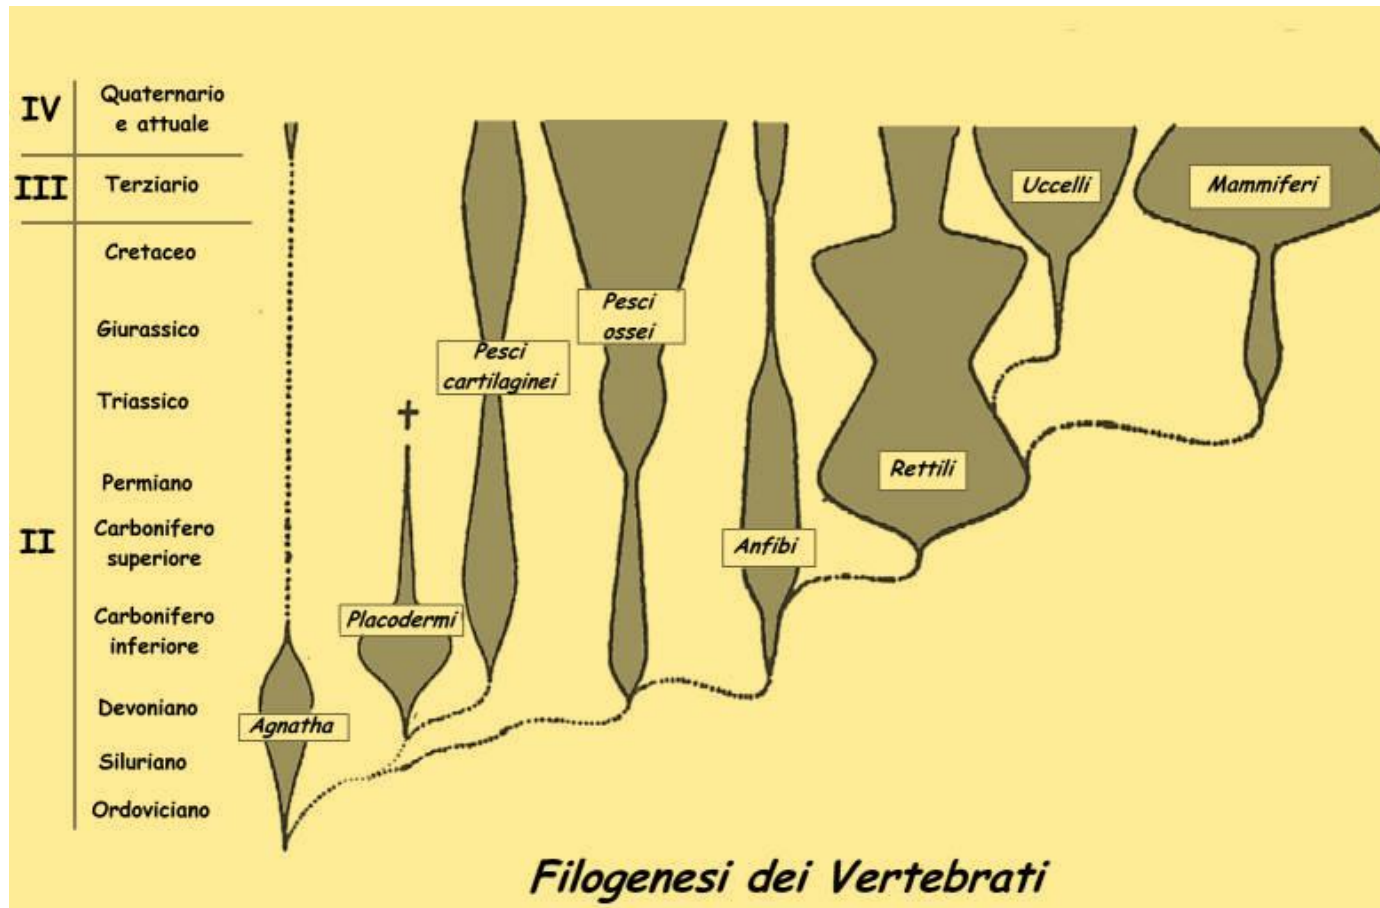 IV
Quaternario
e attuale
III
Terziario
Cretaceo
Giurassico
Triassico
Permiano
II
Carbonifero
superiore
Carbonifero
inferiore
Devoniano
Siluriano
Ordoviciano
Agnatha
Placodermi
Pesci
cartilaginei
Pesci
ossei
Anfibi
Rettili
Uccelli
Mammiferi
Filogenesi dei Vertebrati